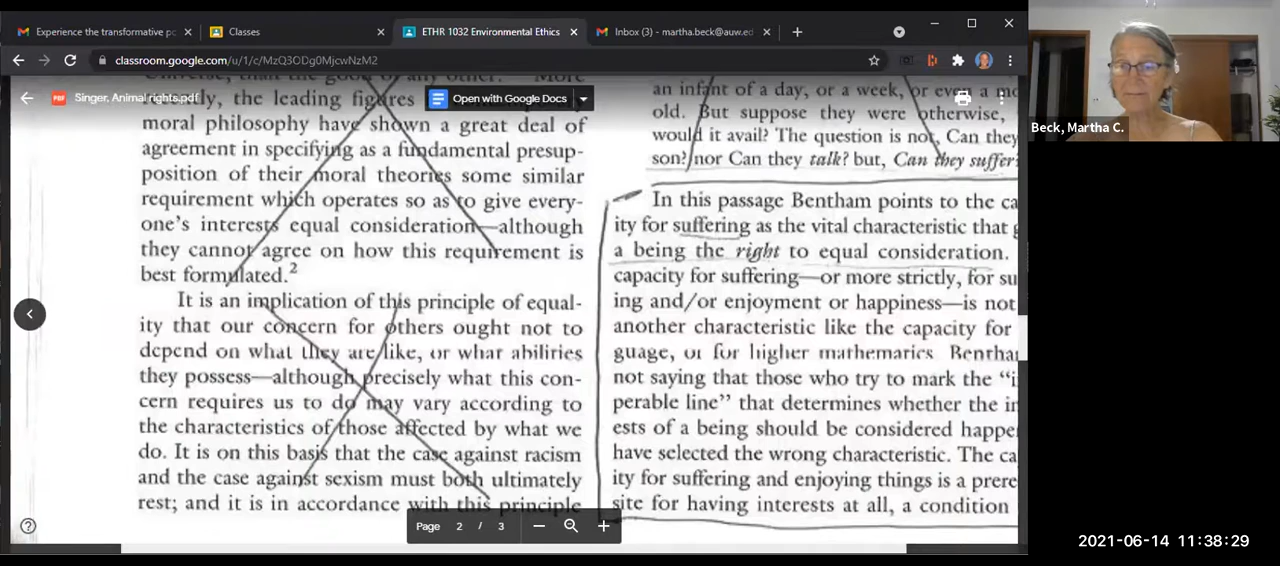 Experience the transformative po
Classes
ETHR 1032 Environmental Ethics
Inbox (3) - martha.beck@auw.ed
classroom.google.com/u/1/c/MzQ3ODg0MjcwNzM2
Singer, Animal rights.pdf
Open with Google Docs
Universe, than the good of any other." More
the leading figures
moral philosophy have shown a great deal of
agreement in specifying as a fundamental presup-
position of their moral theories some similar
requirement which operates so as to give every-
one's interests equal consideration—although
they cannot agree on how this requirement is
best formulated.2
It is an implication of this principle of equal-
ity that our concern for others ought not to
depend on what they are like, or what abilities
they possess—although precisely what this con-
cern requires us to do may vary according to
the characteristics of those affected by what we
do. It is on this basis that the case against racism
and the case against sexism must both ultimately
rest; and it is in accordance with this principle
an infant of a day, or a week, or even a mo
old. But suppose they were otherwise,
would it avail? The question is not, Can they
son? nor Can they talk? but, Can they suffer
In this passage Bentham points to the ca
ity for suffering as the vital characteristic that g
a being the right to equal consideration.
capacity for suffering—or more strictly, for su
ing and/or enjoyment or happiness—is not
another characteristic like the capacity for
guage, or for higher mathematics Bentha
not saying that those who try to mark the "i
perable line" that determines whether the in
ests of a being should be considered happe
have selected the wrong characteristic. The ca
ity for suffering and enjoying things is a prere
site for having interests at all, a condition
Page 2 / 3
Beck, Martha C.
2021-06-14 11:38:29